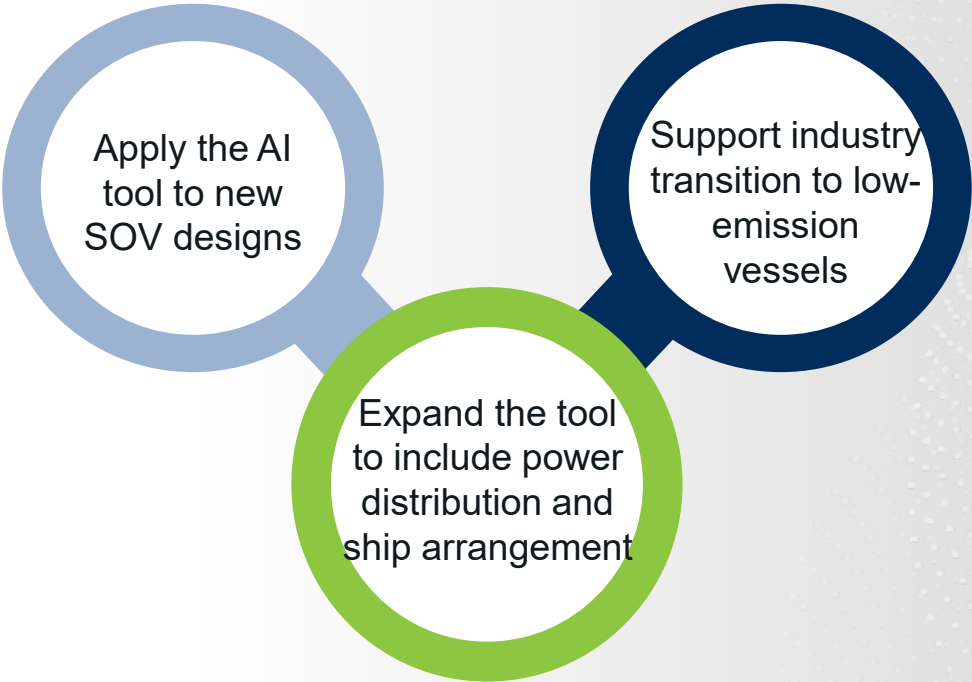 Apply the AI
tool to new
SOV designs
Support industry
transition to low-
emission
vessels
Expand the tool
to include power
distribution and
ship arrangement